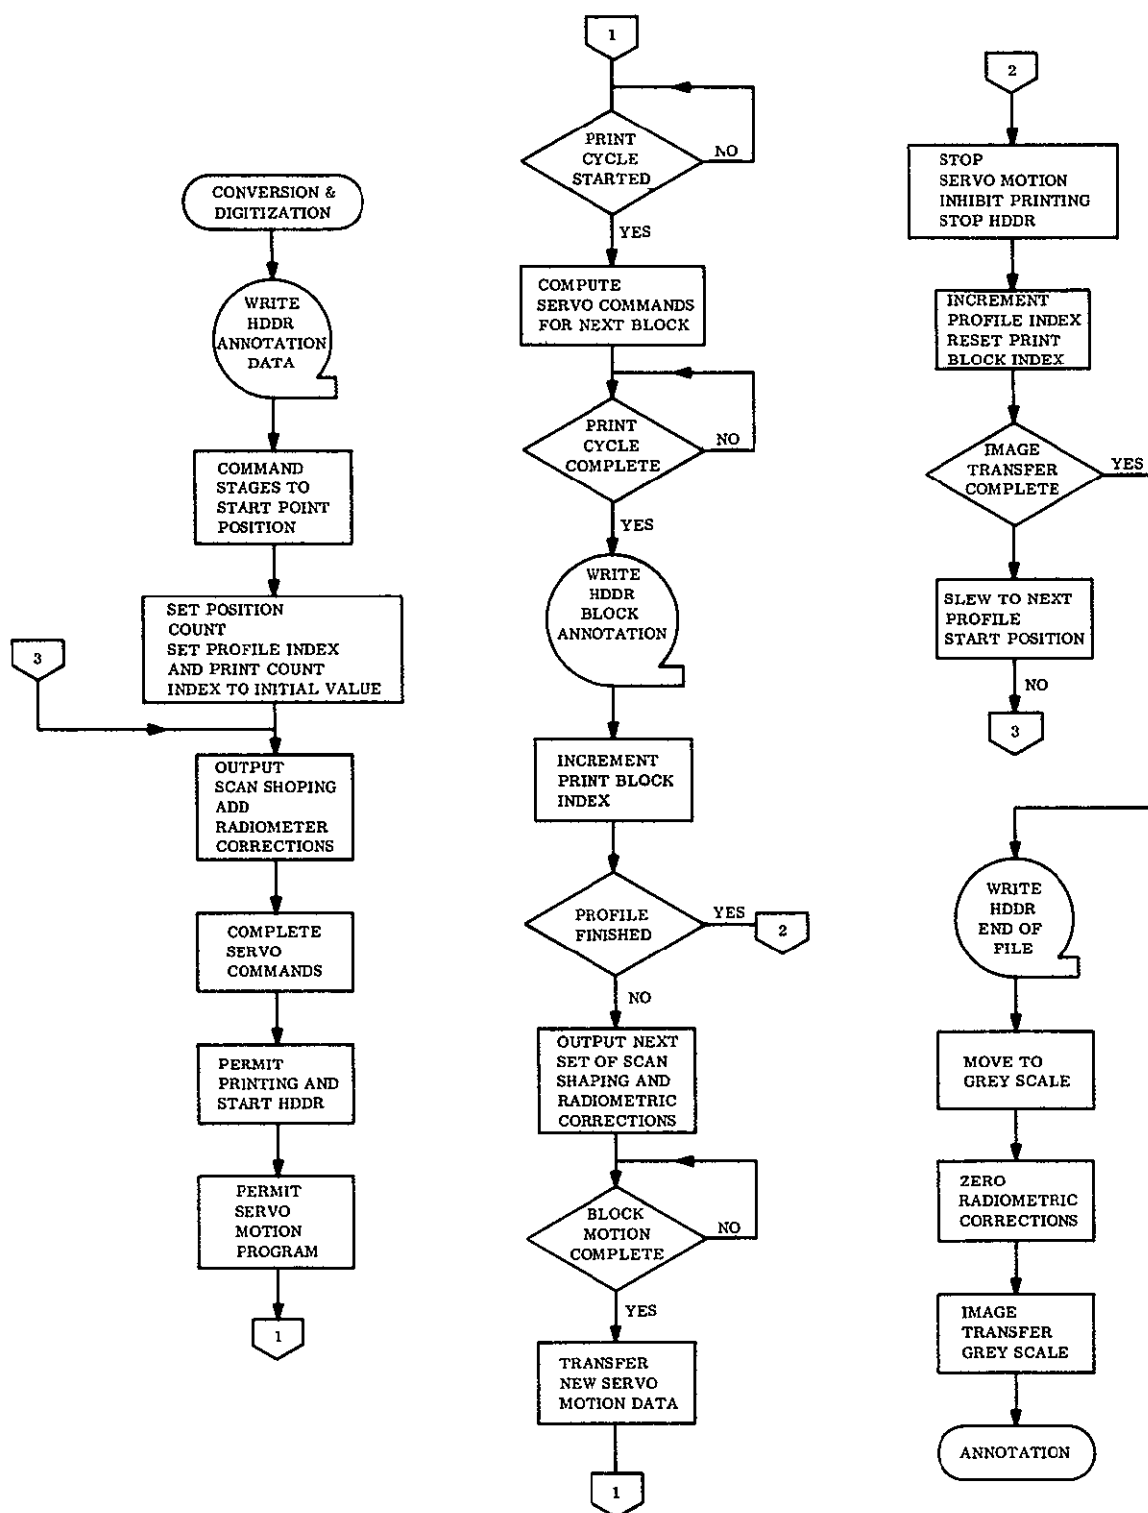 CONVERSION &
DIGITIZATION
WRITE
HDDR
ANNOTATION
DATA
COMMAND
STAGES TO
START POINT
POSITION
SET POSITION
COUNT
SET PROFILE INDEX
AND PRINT COUNT
INDEX TO INITIAL VALUE
3
OUTPUT
SCAN SHOPING
ADD
RADIOMETER
CORRECTIONS
COMPLETE
SERVO
COMMANDS
PERMIT
PRINTING AND
START HDDR
PERMIT
SERVO
MOTION
PROGRAM
1
1
PRINT
CYCLE
STARTED
NO
YES
COMPUTE
SERVO COMMANDS
FOR NEXT BLOCK
PRINT
CYCLE
COMPLETE
NO
YES
WRITE
HDDR
BLOCK
ANNOTATION
INCREMENT
PRINT BLOCK
INDEX
PROFILE
FINISHED
YES
2
NO
OUTPUT NEXT
SET OF SCAN
SHAPING AND
RADIOMETRIC
CORRECTIONS
BLOCK
MOTION
COMPLETE
NO
YES
TRANSFER
NEW SERVO
MOTION DATA
1
2
STOP
SERVO MOTION
INHIBIT PRINTING
STOP HDDR
INCREMENT
PROFILE INDEX
RESET PRINT
BLOCK INDEX
IMAGE
TRANSFER
COMPLETE
YES
SLEW TO NEXT
PROFILE
START POSITION
NO
3
WRITE
HDDR
END OF
FILE
MOVE TO
GREY SCALE
ZERO
RADIOMETRIC
CORRECTIONS
IMAGE
TRANSFER
GREY SCALE
ANNOTATION